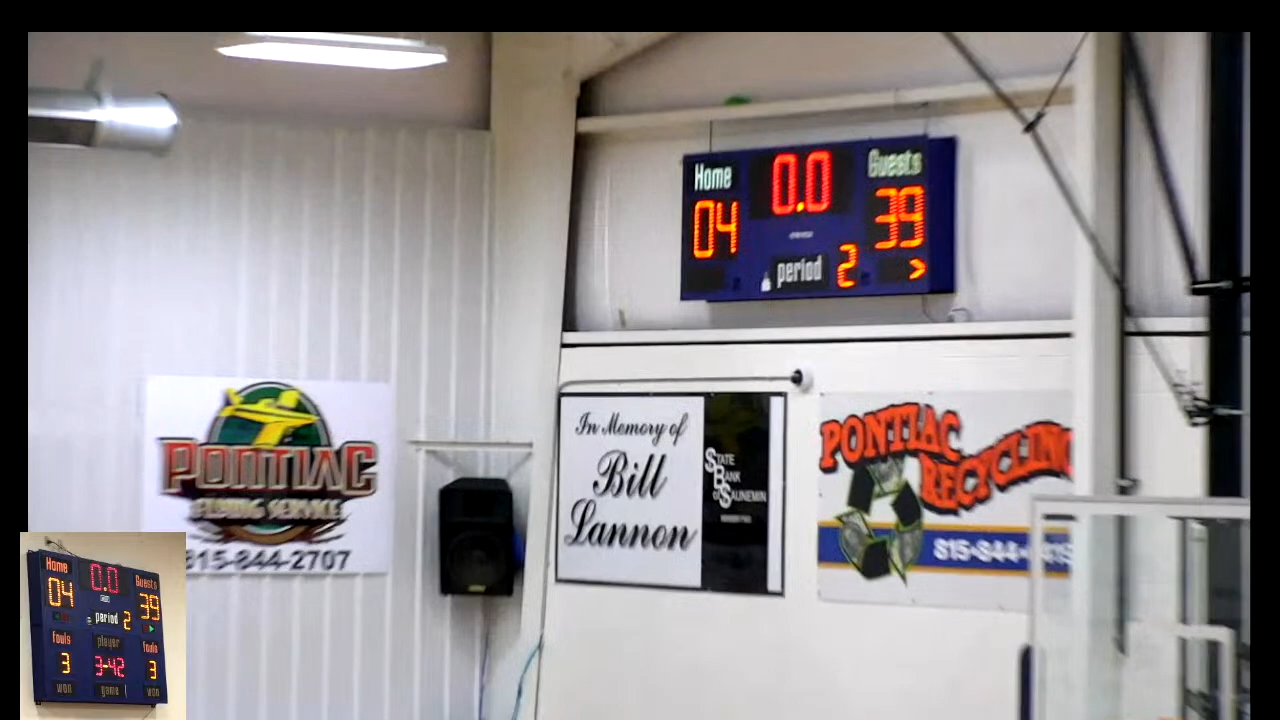 Home
0.0
Guests
04
39
period 2 >
PONTIAC
FLYING SERVICE
815-844-2707
In Memory of
Bill
Lannon
STATE
BANK
of SAUNEMIN
PONTIAC
RECYCLING
815-844-
Home
0.0
Guests
04
39
period 2
fouls
player
fouls
3
3-42
3
won
game
won